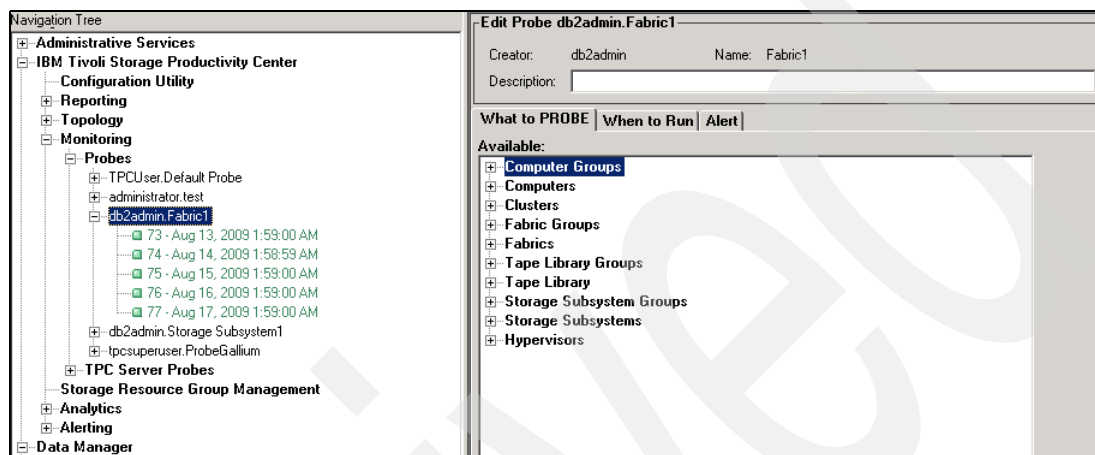 Navigation Tree
Administrative Services
IBM Tivoli Storage Productivity Center
Configuration Utility
Reporting
Topology
Monitoring
Probes
TPCUser.Default Probe
administrator.test
db2admin.Fabric1
73 - Aug 13, 2009 1:59:00 AM
74 - Aug 14, 2009 1:58:59 AM
75 - Aug 15, 2009 1:59:00 AM
76 - Aug 16, 2009 1:59:00 AM
77 - Aug 17, 2009 1:59:00 AM
db2admin.Storage Subsystem1
tpcsuperuser.ProbeGallium
TPC Server Probes
Storage Resource Group Management
Analytics
Alerting
Data Manager
Edit Probe db2admin.Fabric1
Creator: db2admin Name: Fabric1
Description:
What to PROBE When to Run Alert
Available:
Computer Groups
Computers
Clusters
Fabric Groups
Fabrics
Tape Library Groups
Tape Library
Storage Subsystem Groups
Storage Subsystems
Hypervisors